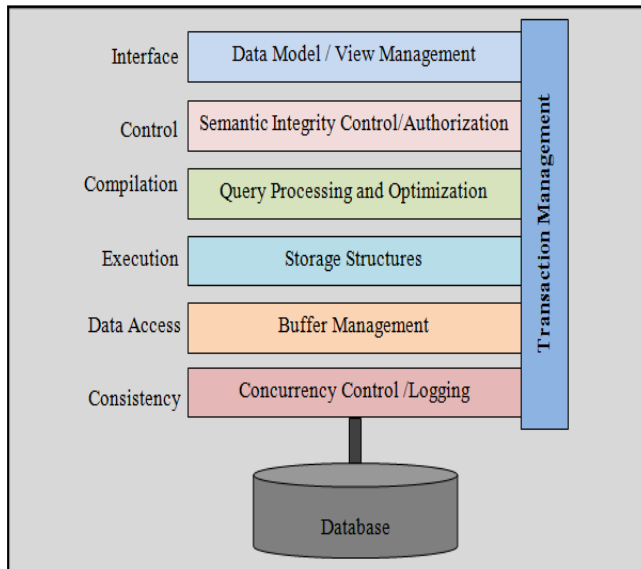 Interface
Data Model / View Management
Control
Semantic Integrity Control/Authorization
Compilation
Query Processing and Optimization
Execution
Storage Structures
Data Access
Buffer Management
Consistency
Concurrency Control /Logging
Transaction Management
Database